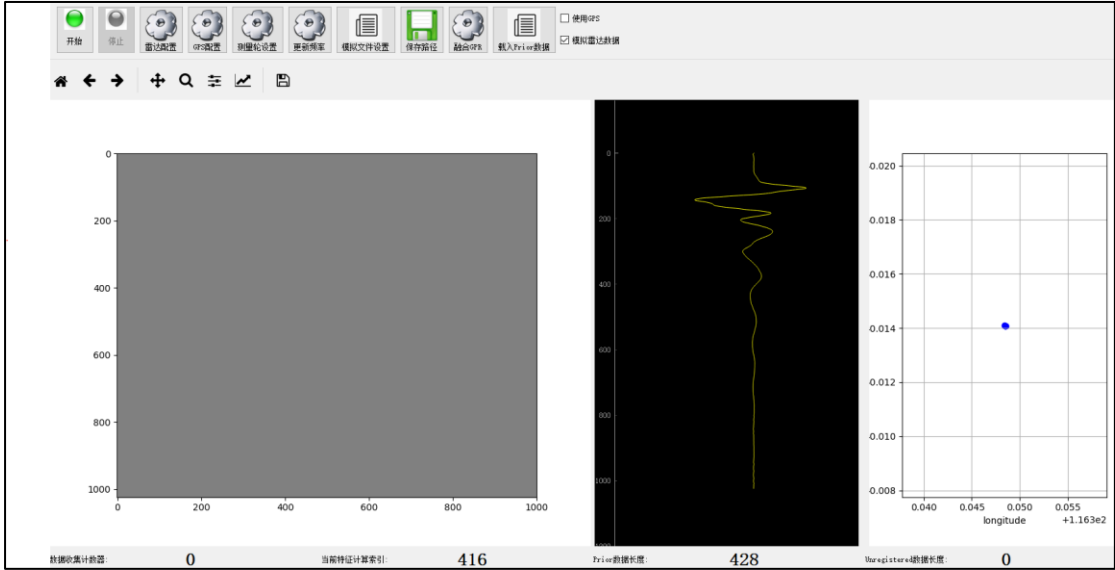 开始 停止 雷达配置 GPS配置 测量轮设置 更新频率 模拟文件设置 保存路径 融合GPR 载入Prior数据
使用GPS
模拟雷达数据
0
200
400
600
800
1000
0 200 400 600 800 1000
0
200
400
600
800
1000
-0.020
-0.018
-0.016
-0.014
-0.012
-0.010
-0.008
0.040 0.045 0.050 0.055
longitude +1.163e2
数据收集计数器: 0 当前特征计算索引: 416 Prior数据长度: 428 Unregistered数据长度: 0